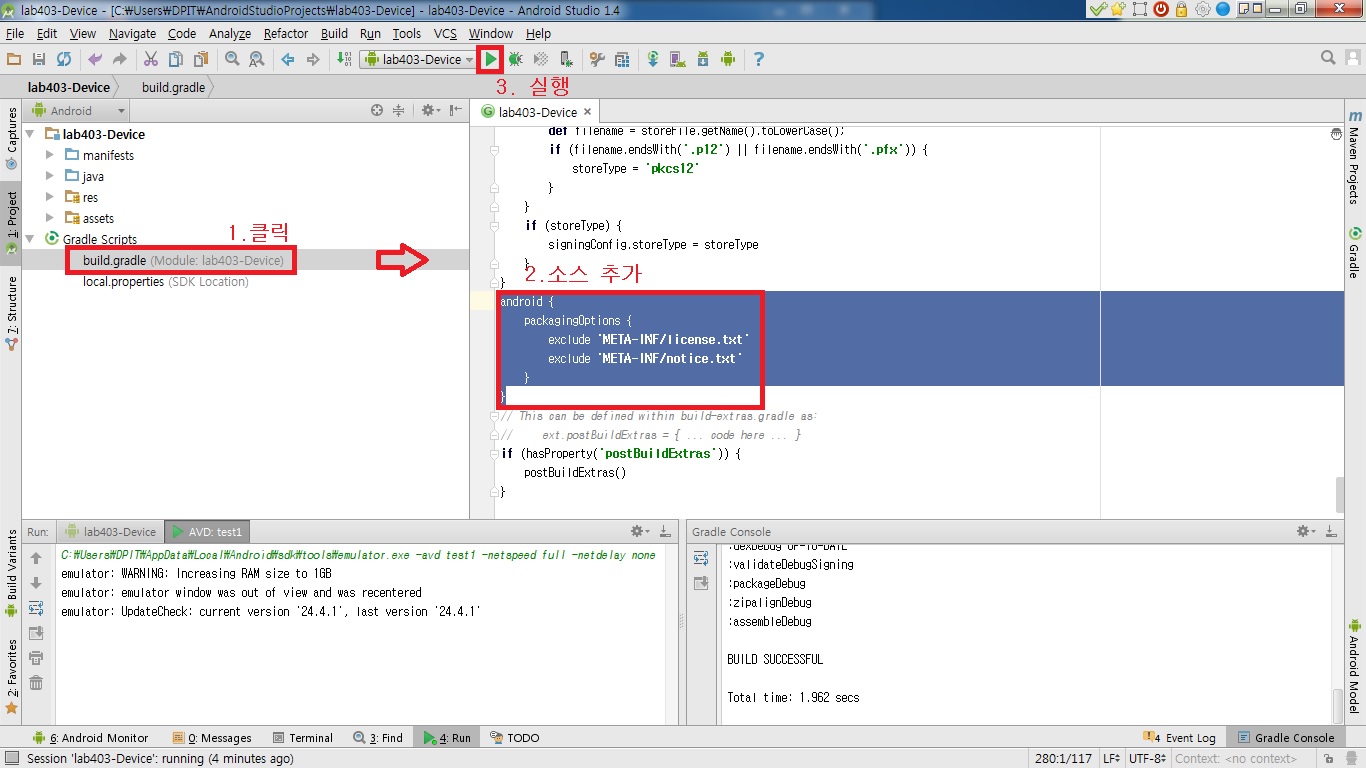 lab403-Device - [C:₩Users₩DPIT₩AndroidStudioProjects₩lab403-Device] - lab403-Device - Android Studio 1.4
File Edit View Navigate Code Analyze Refactor Build Run Tools VCS Window Help
lab403-Device
3. 실행
lab403-Device build.gradle
Android
lab403-Device
Captures
1: Project
7: Structure
Build Variants
2: Favorites
lab403-Device
manifests
java
res
assets
Gradle Scripts
1.클릭
build.gradle (Module: lab403-Device)
local.properties (SDK Location)
def filename = storeFile.getName().toLowerCase();
if (filename.endsWith('.p12') || filename.endsWith('.pfx')) {
storeType = 'pkcs12'
}
}
if (storeType) {
signingConfig.storeType = storeType
}
2.소스 추가
}
android {
packagingOptions {
exclude 'META-INF/license.txt'
exclude 'META-INF/notice.txt'
}
}
// This can be defined within build-extras.gradle as:
// ext.postBuildExtras = { ... code here ... }
if (hasProperty('postBuildExtras')) {
postBuildExtras()
}
Maven Projects
Gradle
Android Model
Run: lab403-Device AVD: test1
C:₩Users₩DPIT₩AppData₩Local₩Android₩sdk₩tools₩emulator.exe -avd test1 -netspeed full -netdelay none
emulator: WARNING: Increasing RAM size to 1GB
emulator: emulator window was out of view and was recentered
emulator: UpdateCheck: current version '24.4.1', last version '24.4.1'
Gradle Console
:dexDebug UP-TO-DATE
:validateDebugSigning
:packageDebug
:zipalignDebug
:assembleDebug
BUILD SUCCESSFUL
Total time: 1.962 secs
6: Android Monitor 0: Messages Terminal 3: Find 4: Run TODO 4 Event Log Gradle Console
Session 'lab403-Device': running (4 minutes ago) 280:1/117 LF UTF-8 Context: <no context>